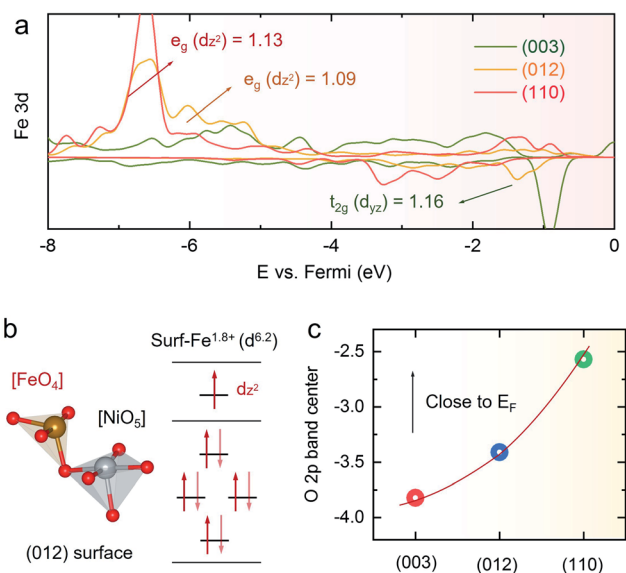 a
e_g (dz²) = 1.13
e_g (dz²) = 1.09
(003)
(012)
(110)
Fe 3d
t_2g (d_yz) = 1.16
-8 -6 -4 -2 0
E vs. Fermi (eV)
b
Surf-Fe^1.8+ (d^6.2)
[FeO₄]
dz²
[NiO₅]
(012) surface
c
-2.5
Close to E_F
-3.0
O 2p band center
-3.5
-4.0
(003) (012) (110)